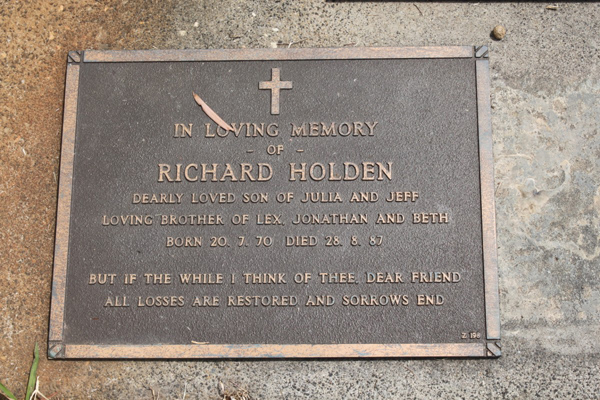 IN LOVING MEMORY
- OF -
RICHARD HOLDEN
DEARLY LOVED SON OF JULIA AND JEFF
LOVING BROTHER OF LEX, JONATHAN AND BETH
BORN 20. 7. 70 DIED 28. 8. 87
BUT IF THE WHILE I THINK OF THEE, DEAR FRIEND
ALL LOSSES ARE RESTORED AND SORROWS END
Z 198